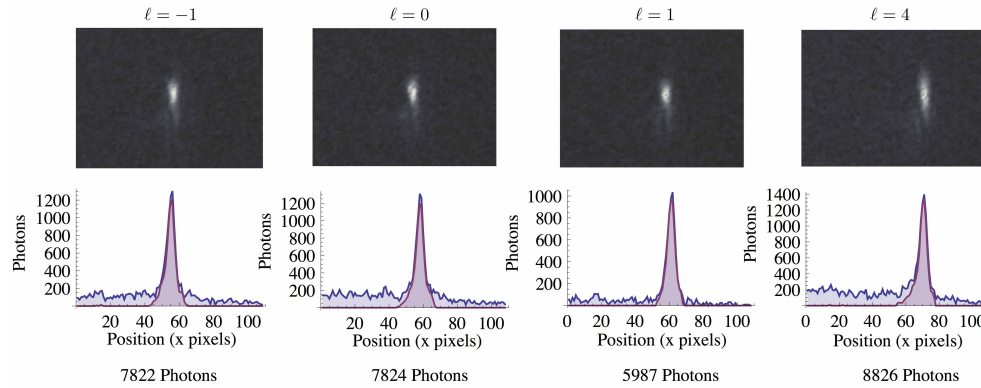 ℓ = −1
ℓ = 0
ℓ = 1
ℓ = 4
Photons
1200
1000
800
600
400
200
20 40 60 80 100
Position (x pixels)
7822 Photons
Photons
1200
1000
800
600
400
200
20 40 60 80 100
Position (x pixels)
7824 Photons
Photons
1000
800
600
400
200
0 20 40 60 80 100
Position (x pixels)
5987 Photons
Photons
1400
1200
1000
800
600
400
200
0 20 40 60 80 100
Position (x pixels)
8826 Photons